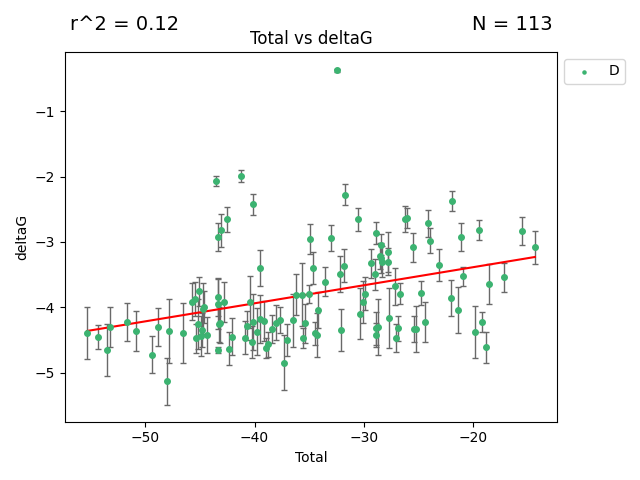 r^2 = 0.12
N = 113
Total vs deltaG
D
−1
−2
−3
−4
−5
deltaG
−50
−40
−30
−20
Total